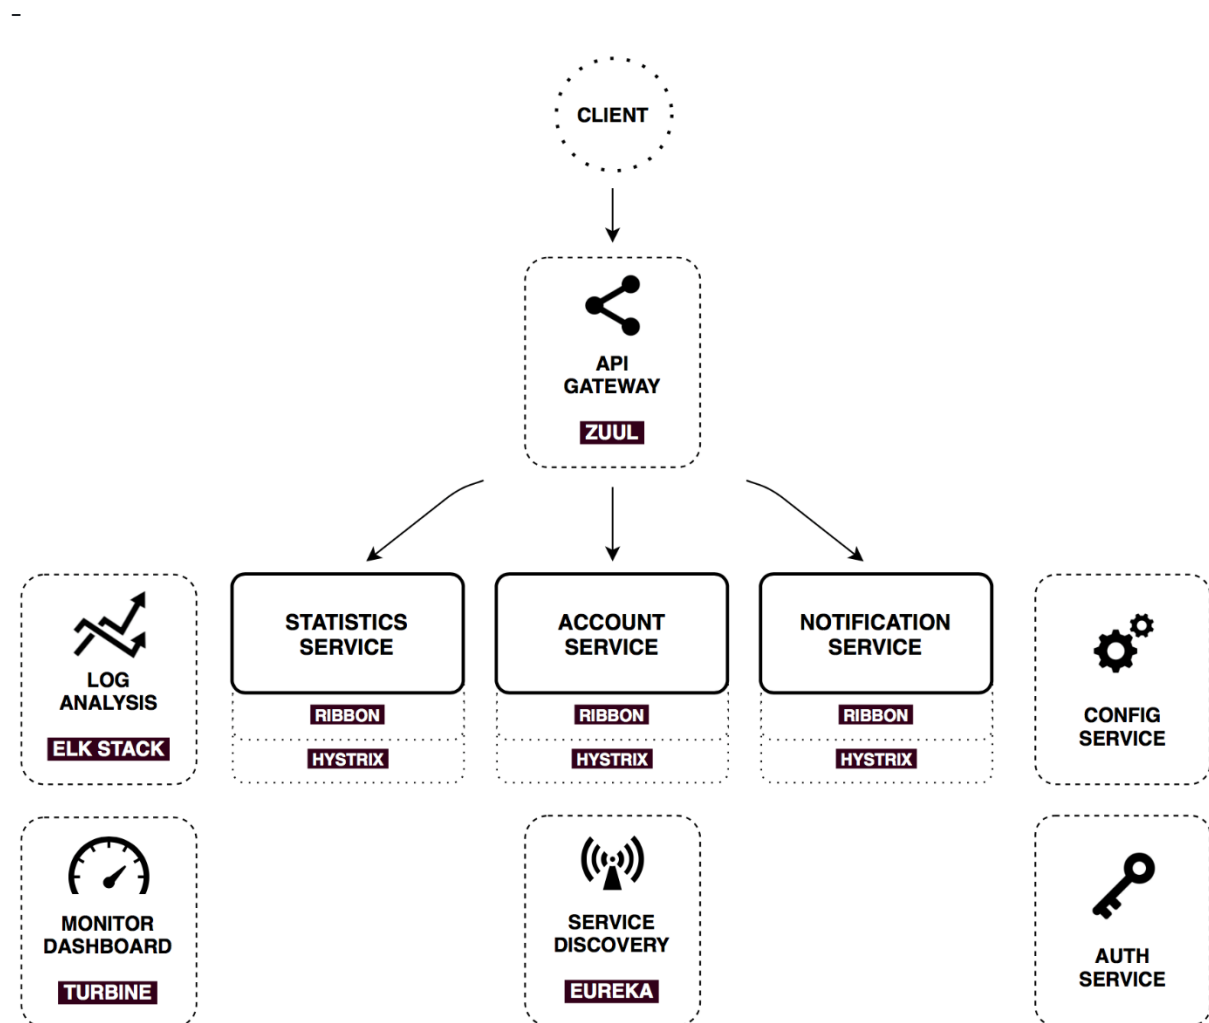 CLIENT
API
GATEWAY
ZUUL
LOG
ANALYSIS
ELK STACK
STATISTICS
SERVICE
RIBBON
HYSTRIX
ACCOUNT
SERVICE
RIBBON
HYSTRIX
NOTIFICATION
SERVICE
RIBBON
HYSTRIX
CONFIG
SERVICE
MONITOR
DASHBOARD
TURBINE
SERVICE
DISCOVERY
EUREKA
AUTH
SERVICE